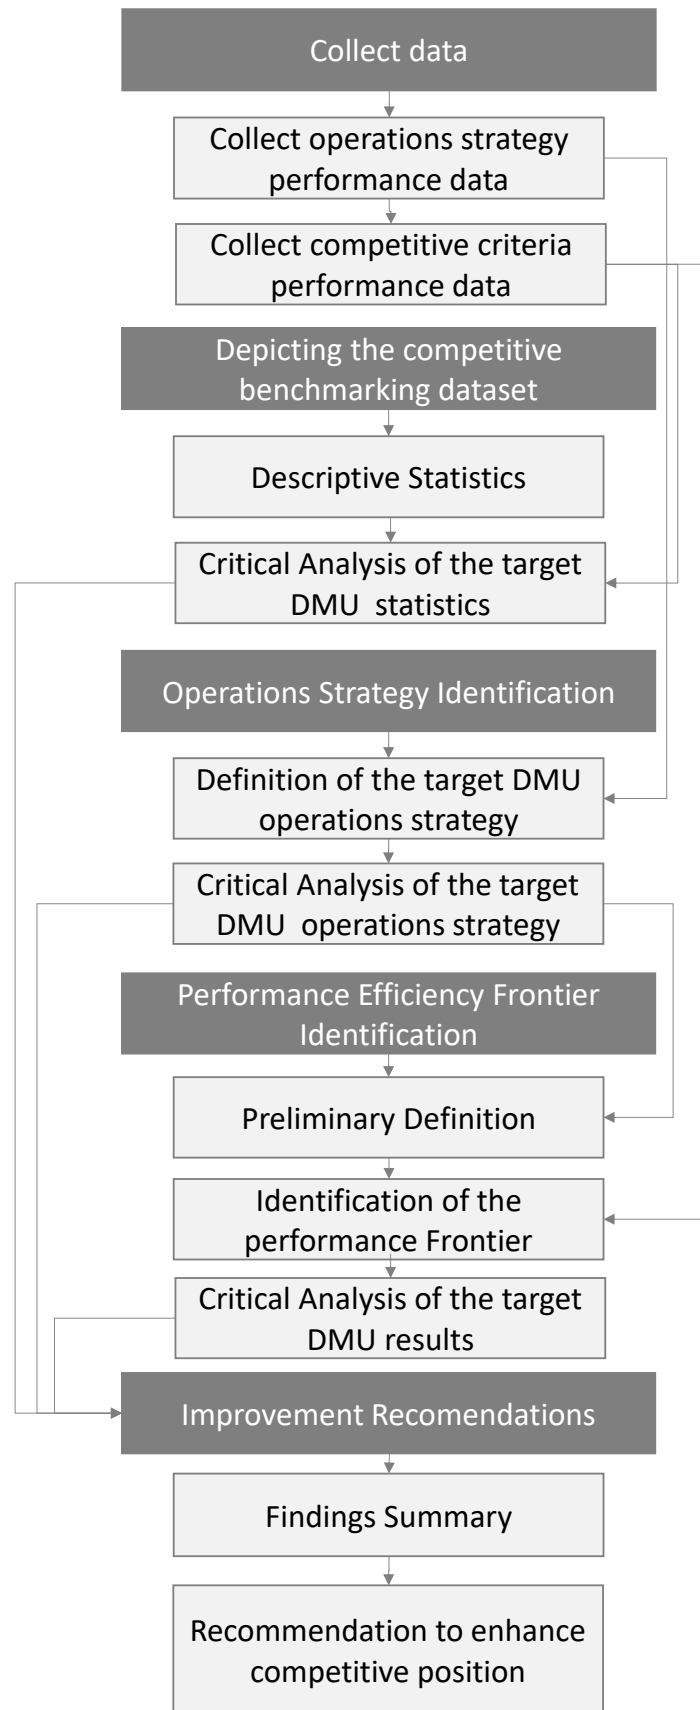 Collect data
Collect operations strategy
performance data
Collect competitive criteria
performance data
Depicting the competitive
benchmarking dataset
Descriptive Statistics
Critical Analysis of the target
DMU  statistics
Operations Strategy Identification
Definition of the target DMU
operations strategy
Critical Analysis of the target
DMU  operations strategy
Performance Efficiency Frontier
Identification
Preliminary Definition
Identification of the
performance Frontier
Critical Analysis of the target
DMU results
Improvement Recomendations
Findings Summary
Recommendation to enhance
competitive position